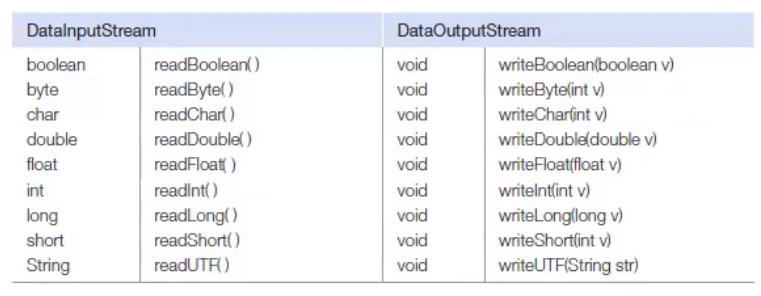 DataInputStream DataOutputStream
boolean readBoolean( ) void writeBoolean(boolean v)
byte readByte( ) void writeByte(int v)
char readChar( ) void writeChar(int v)
double readDouble( ) void writeDouble(double v)
float readFloat( ) void writeFloat(float v)
int readInt( ) void writeInt(int v)
long readLong( ) void writeLong(long v)
short readShort( ) void writeShort(int v)
String readUTF( ) void writeUTF(String str)